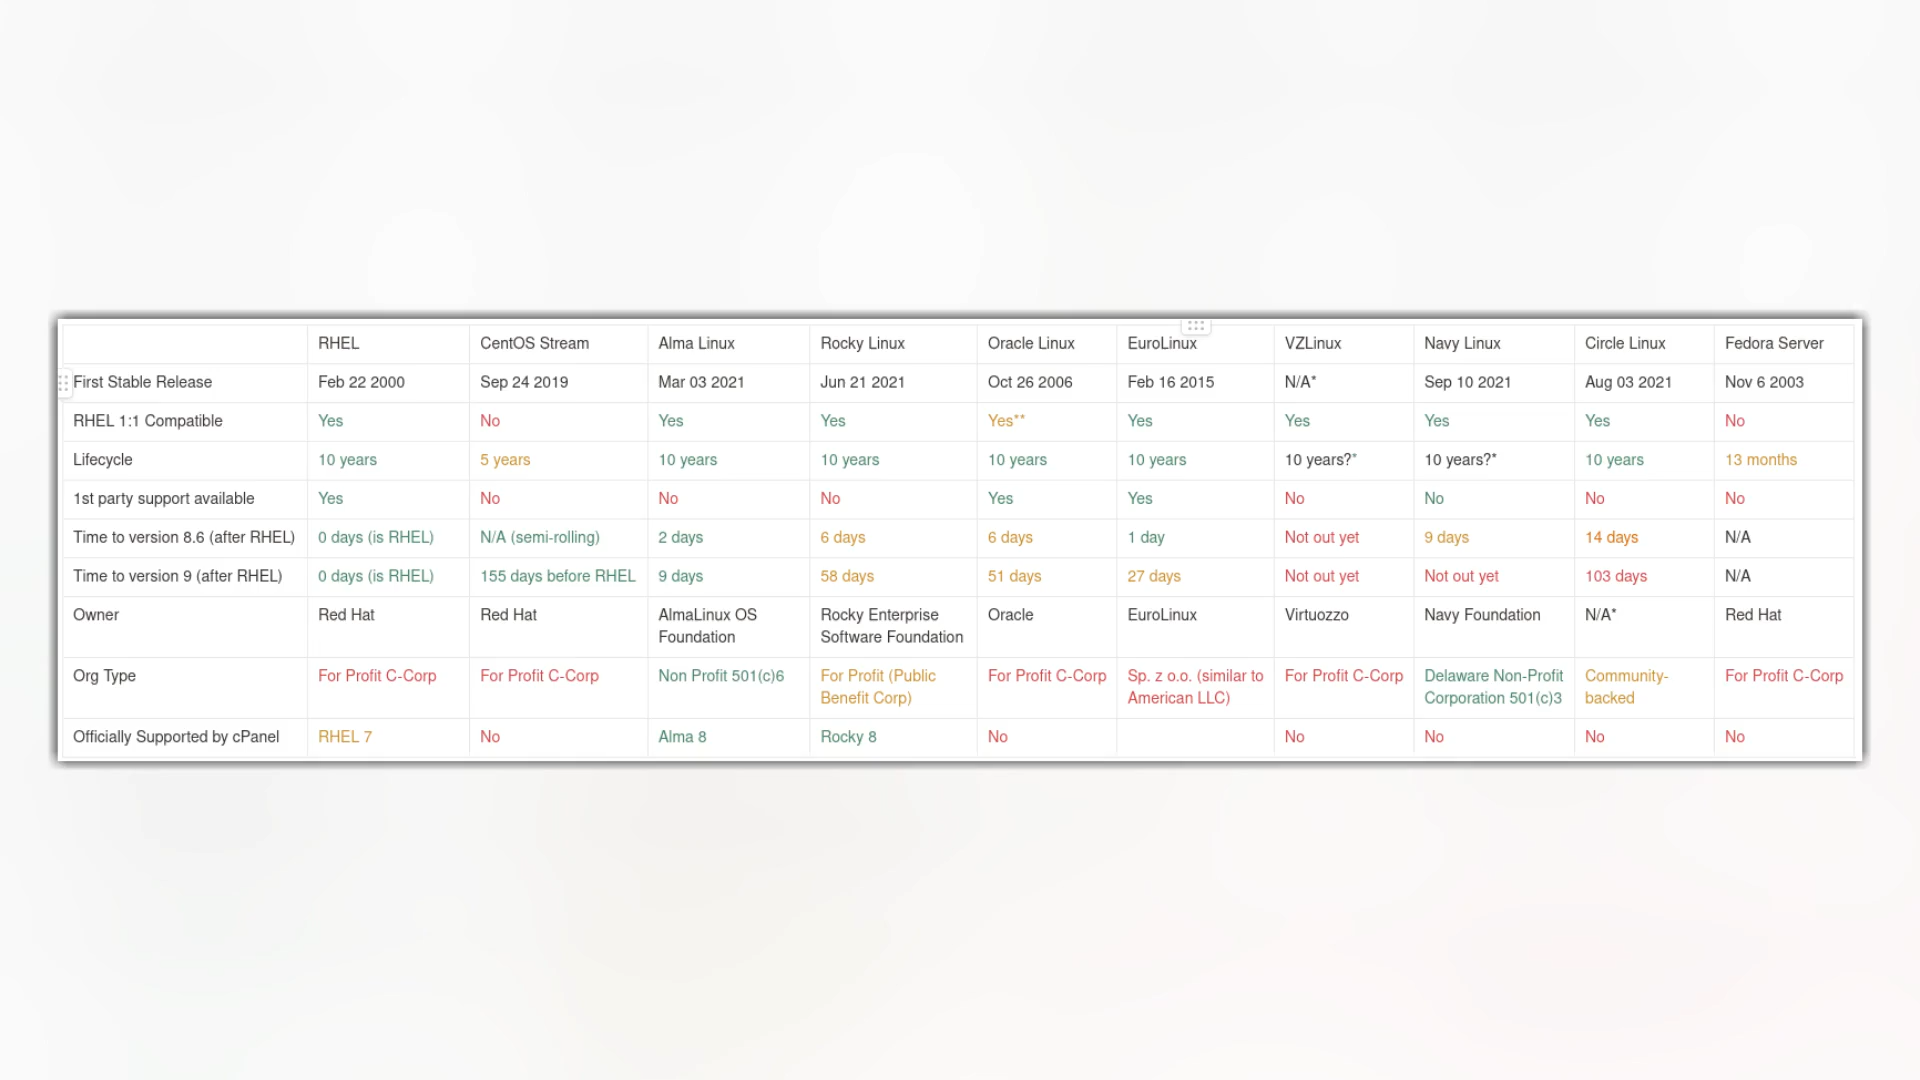 RHEL CentOS Stream Alma Linux Rocky Linux Oracle Linux EuroLinux VZLinux Navy Linux Circle Linux Fedora Server
First Stable Release Feb 22 2000 Sep 24 2019 Mar 03 2021 Jun 21 2021 Oct 26 2006 Feb 16 2015 N/A* Sep 10 2021 Aug 03 2021 Nov 6 2003
RHEL 1:1 Compatible Yes No Yes Yes Yes** Yes Yes Yes Yes No
Lifecycle 10 years 5 years 10 years 10 years 10 years 10 years 10 years?* 10 years?* 10 years 13 months
1st party support available Yes No No No Yes Yes No No No No
Time to version 8.6 (after RHEL) 0 days (is RHEL) N/A (semi-rolling) 2 days 6 days 6 days 1 day Not out yet 9 days 14 days N/A
Time to version 9 (after RHEL) 0 days (is RHEL) 155 days before RHEL 9 days 58 days 51 days 27 days Not out yet Not out yet 103 days N/A
Owner Red Hat Red Hat AlmaLinux OS Rocky Enterprise Oracle EuroLinux Virtuozzo Navy Foundation N/A* Red Hat
Foundation Software Foundation
Org Type For Profit C-Corp For Profit C-Corp Non Profit 501(c)6 For Profit (Public For Profit C-Corp Sp. z o.o. (similar to For Profit C-Corp Delaware Non-Profit Community- For Profit C-Corp
Benefit Corp) American LLC) Corporation 501(c)3 backed
Officially Supported by cPanel RHEL 7 No Alma 8 Rocky 8 No No No No No